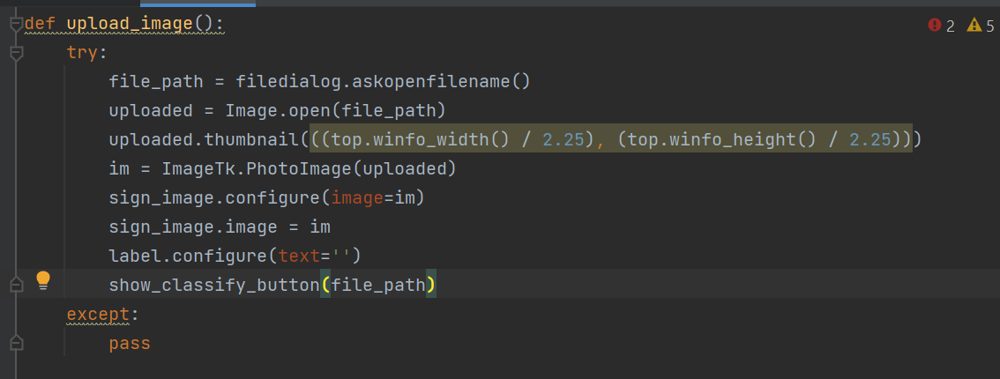 def upload_image():
2 5
try:
file_path = filedialog.askopenfilename()
uploaded = Image.open(file_path)
uploaded.thumbnail(((top.winfo_width() / 2.25), (top.winfo_height() / 2.25)))
im = ImageTk.PhotoImage(uploaded)
sign_image.configure(image=im)
sign_image.image = im
label.configure(text='')
show_classify_button(file_path)
except:
pass